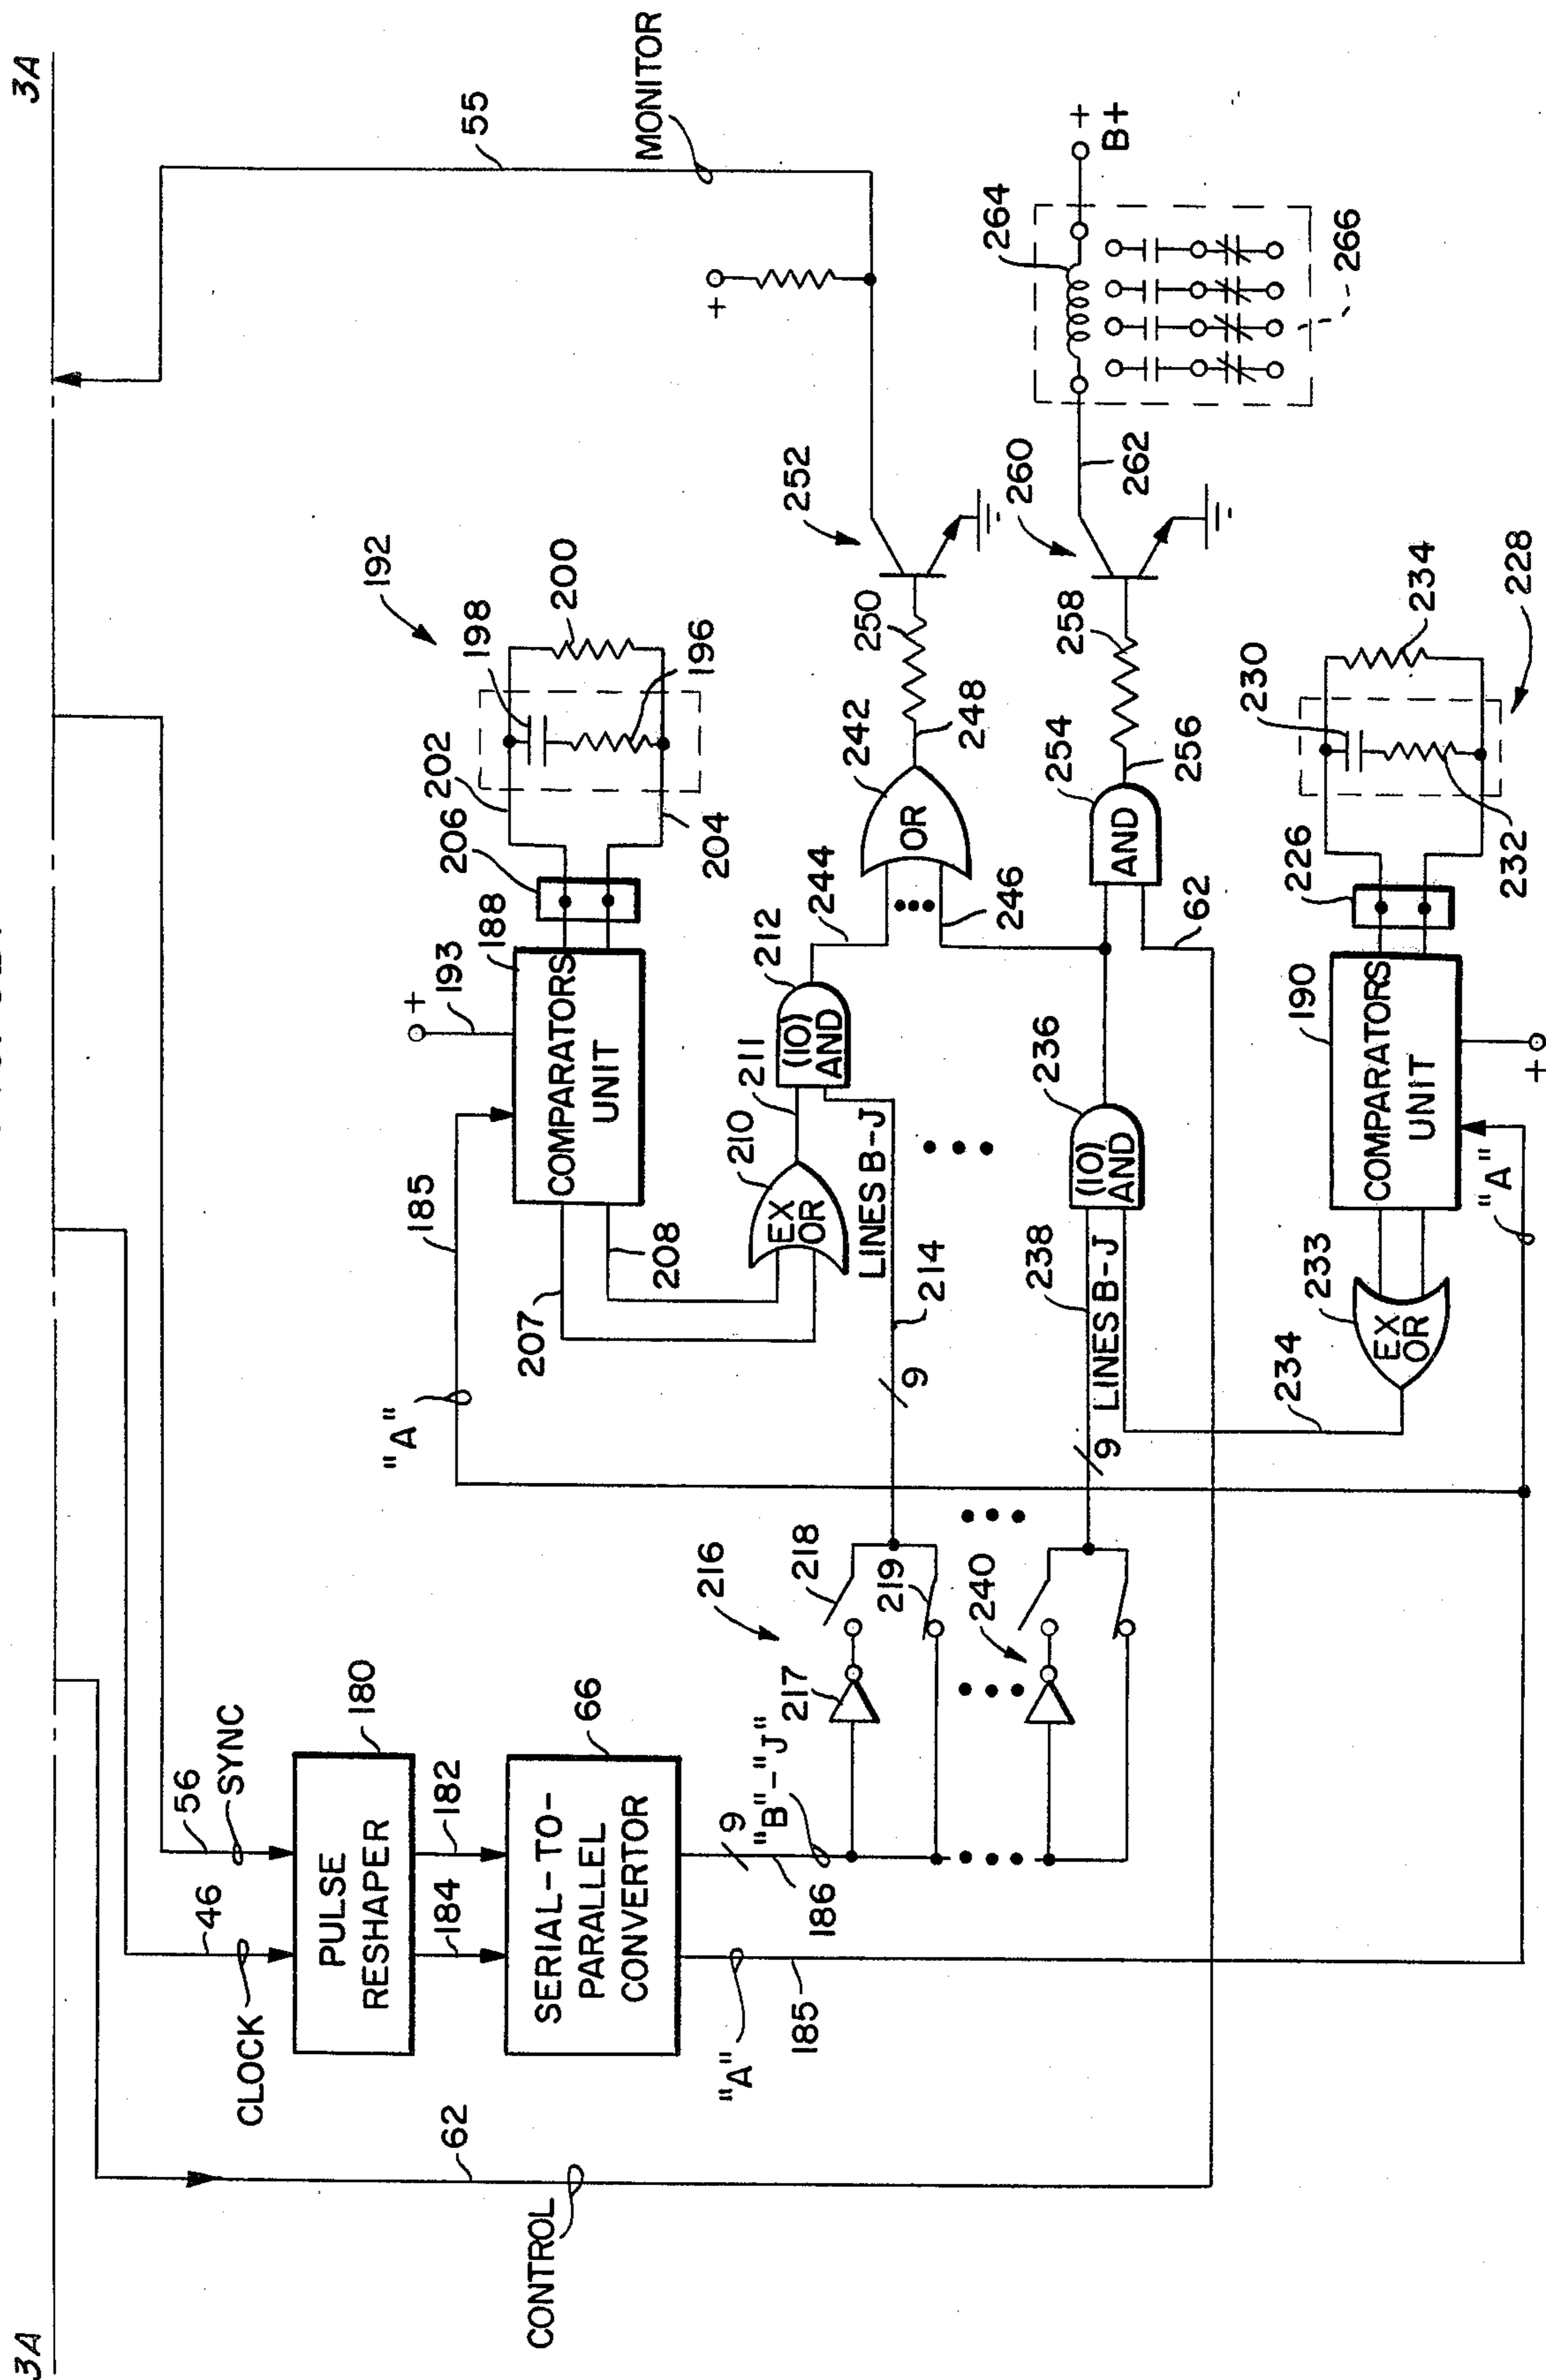 3A
3A
62
CONTROL
CLOCK
46
56
SYNC
PULSE
RESHAPER
180
184
182
SERIAL-TO-
PARALLEL
CONVERTOR
66
"A"
185
186
9
"B"-"J"
217
216
218
219
240
"A"
185
193
+
188
COMPARATORS
UNIT
206
202
198
192
200
196
204
207
208
210
EX
OR
211
(10)
AND
212
LINES B-J
214
9
244
242
OR
246
248
250
252
+
MONITOR
55
238
LINES B-J
9
236
(10)
AND
234
254
AND
62
256
258
260
262
264
+
B+
266
233
EX
OR
190
COMPARATORS
UNIT
"A"
+
226
230
232
234
228